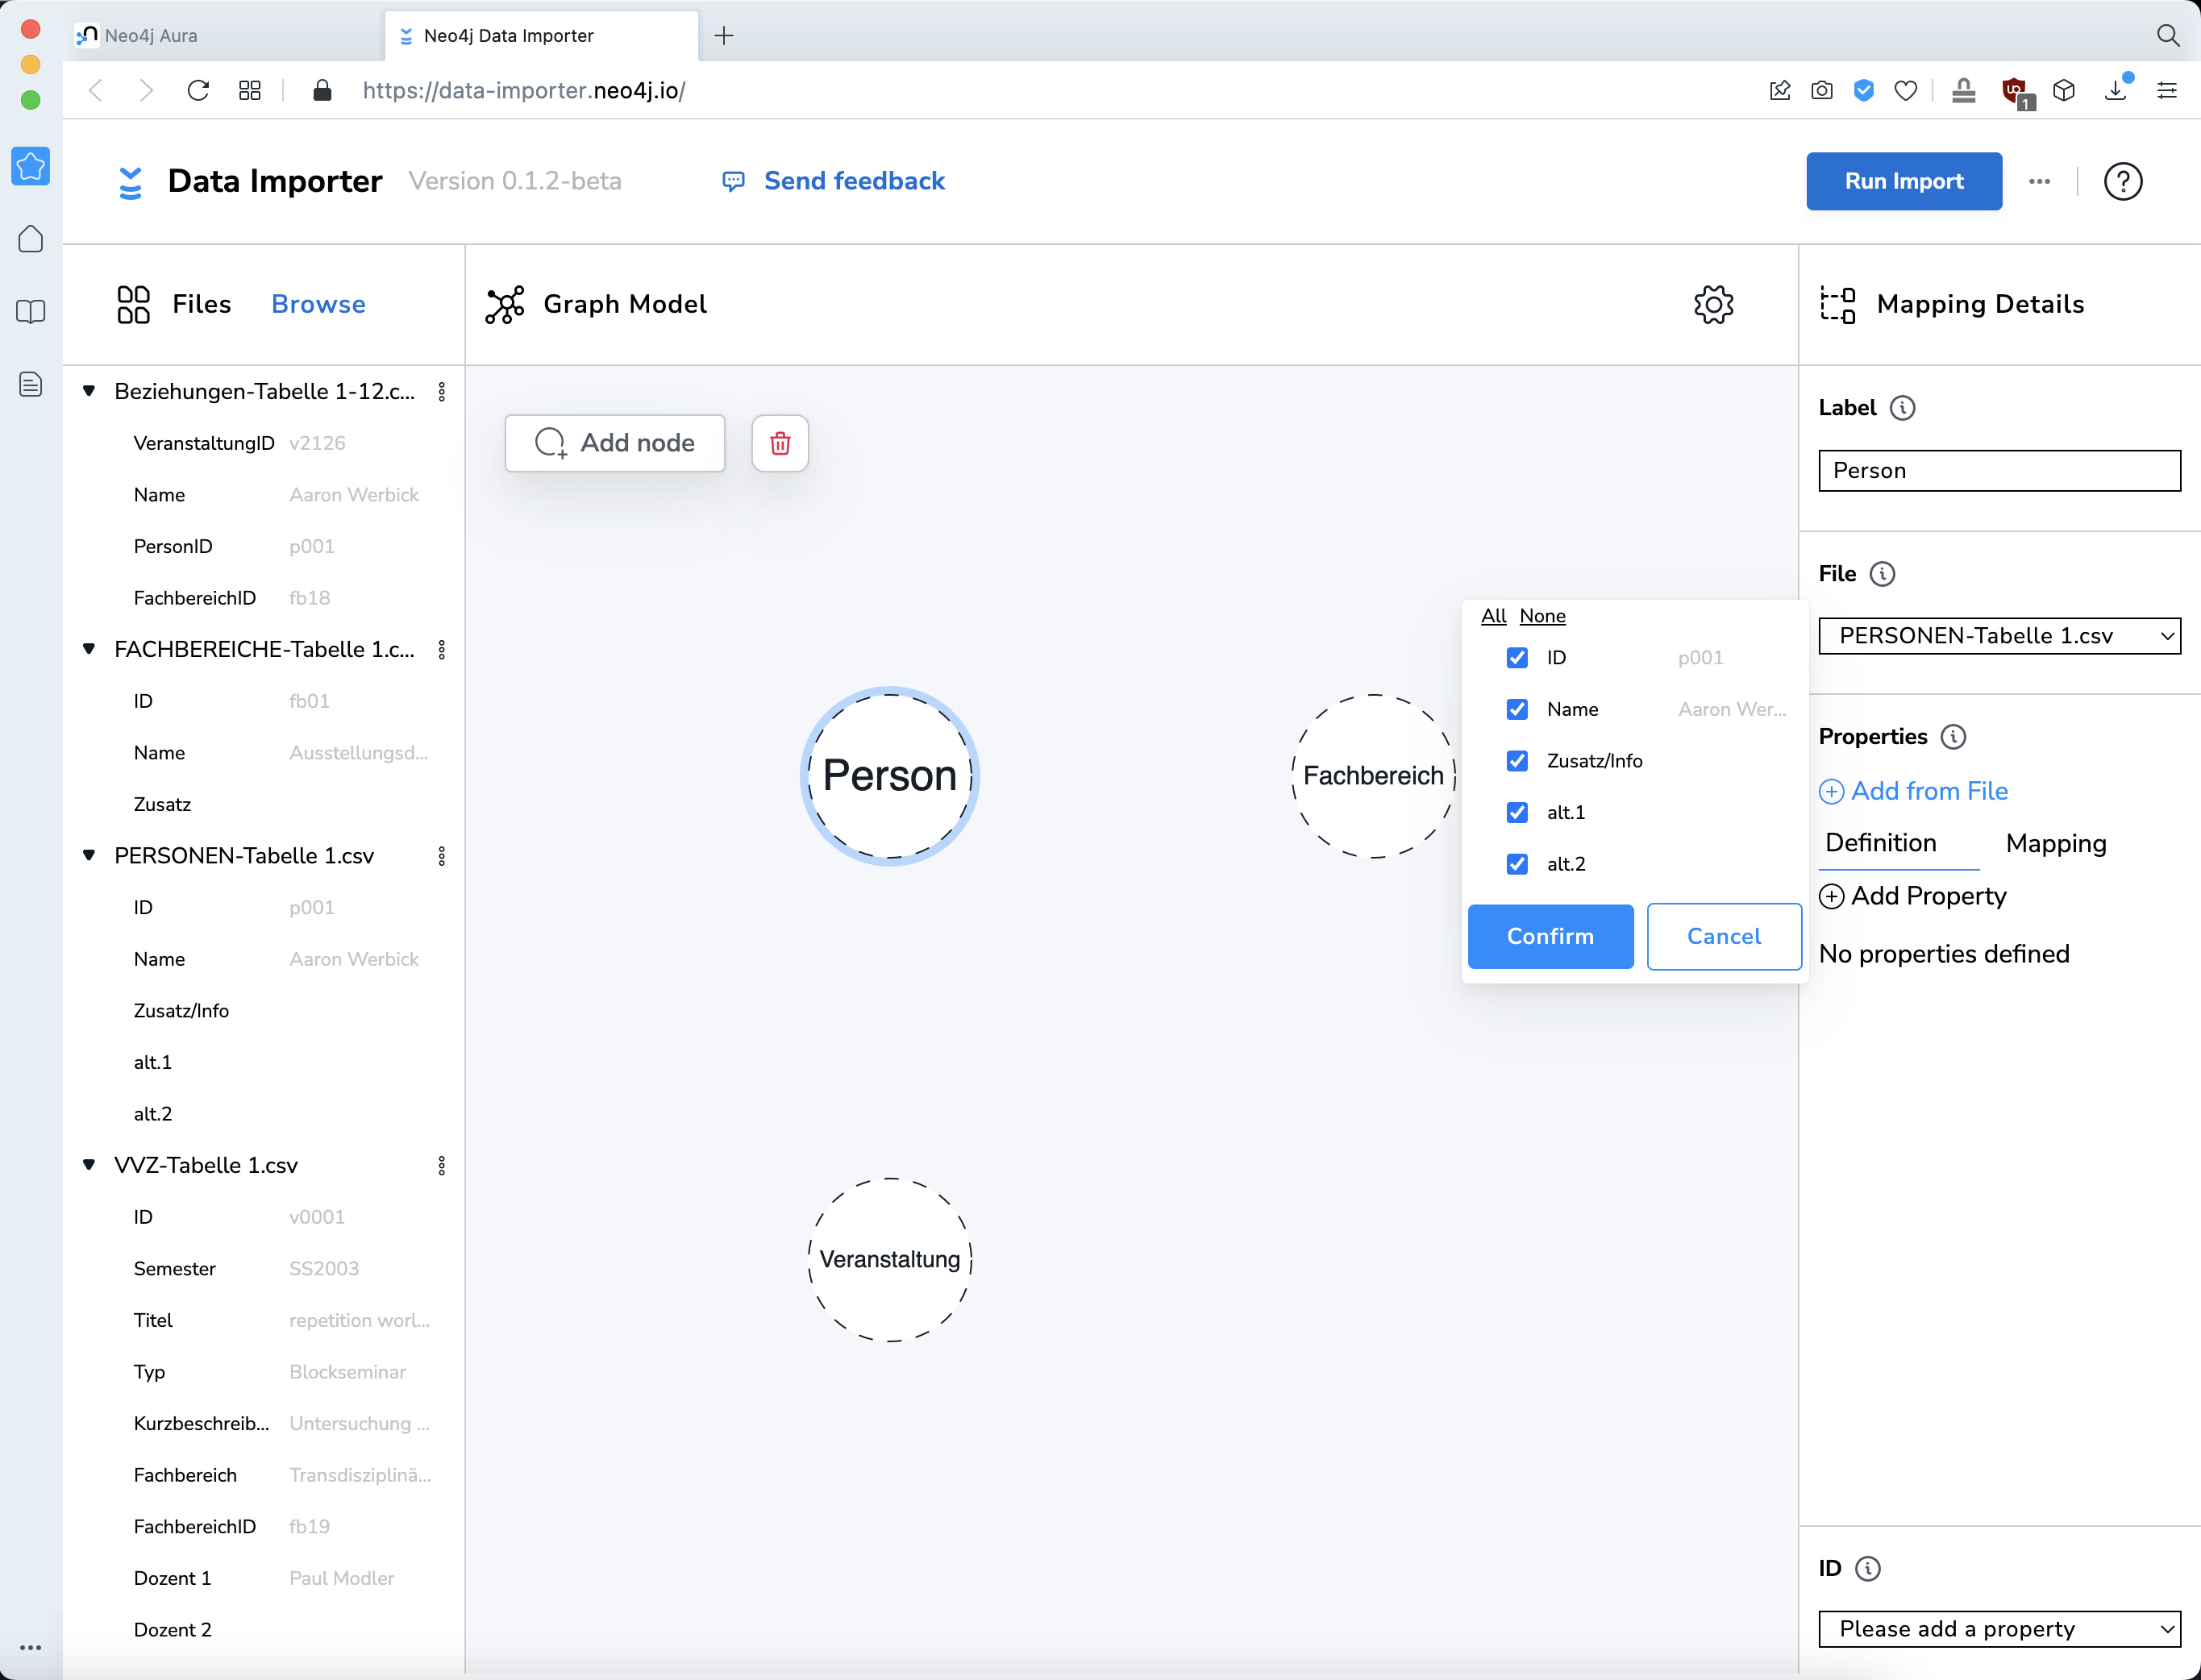 Neo4j Aura
Neo4j Data Importer
https://data-importer.neo4j.io/
1
Data Importer
Version 0.1.2-beta
Send feedback
Run Import
Files
Browse
Graph Model
Mapping Details
Beziehungen-Tabelle 1-12.c...
VeranstaltungID v2126
Name Aaron Werbick
PersonID p001
FachbereichID fb18
FACHBEREICHE-Tabelle 1.c...
ID fb01
Name Ausstellungsd...
Zusatz
PERSONEN-Tabelle 1.csv
ID p001
Name Aaron Werbick
Zusatz/Info
alt.1
alt.2
VVZ-Tabelle 1.csv
ID v0001
Semester SS2003
Titel repetition worl...
Typ Blockseminar
Kurzbeschreib... Untersuchung ...
Fachbereich Transdisziplinä...
FachbereichID fb19
Dozent 1 Paul Modler
Dozent 2
Add node
Person
Fachbereich
Veranstaltung
All None
ID p001
Name Aaron Wer...
Zusatz/Info
alt.1
alt.2
Confirm
Cancel
Label
Person
File
PERSONEN-Tabelle 1.csv
Properties
Add from File
Definition
Mapping
Add Property
No properties defined
ID
Please add a property